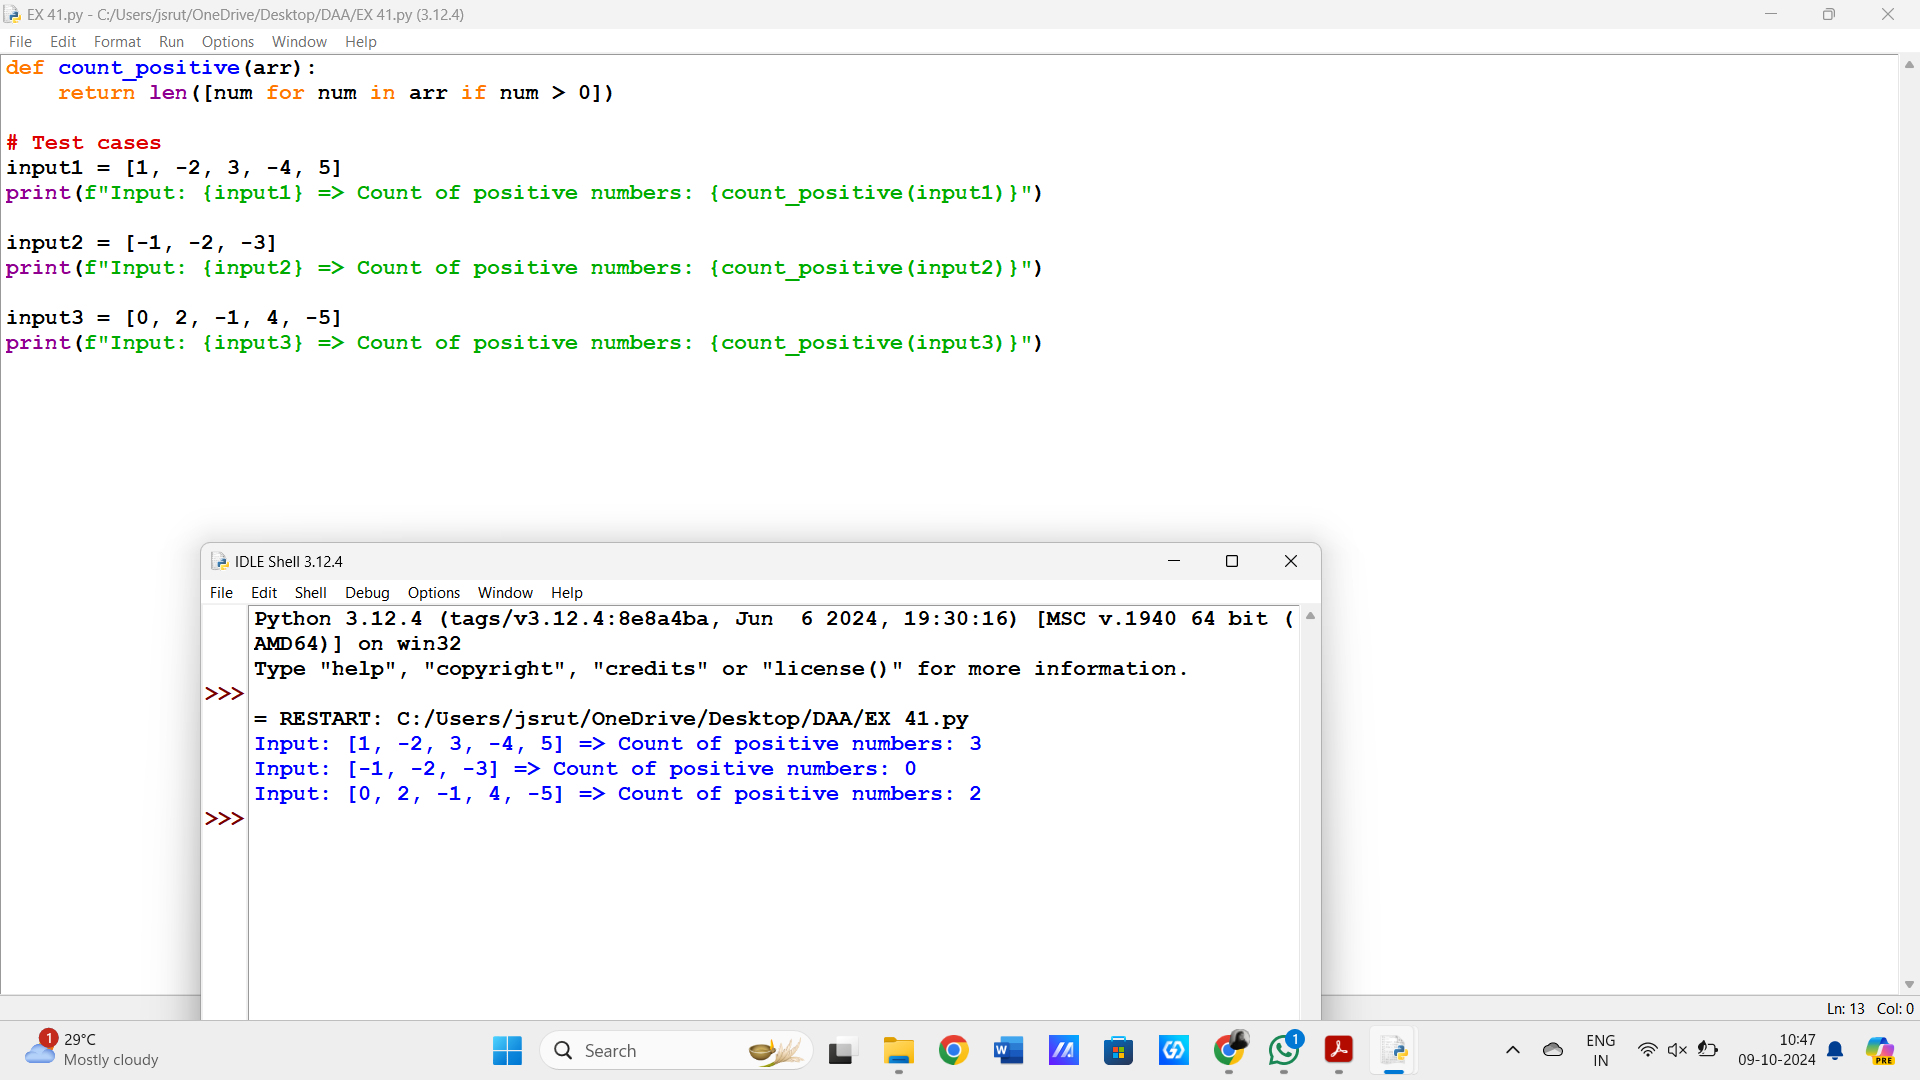 EX 41.py - C:/Users/jsrut/OneDrive/Desktop/DAA/EX 41.py (3.12.4)
File Edit Format Run Options Window Help
def count_positive(arr):
    return len([num for num in arr if num > 0])
# Test cases
input1 = [1, -2, 3, -4, 5]
print(f"Input: {input1} => Count of positive numbers: {count_positive(input1)}")
input2 = [-1, -2, -3]
print(f"Input: {input2} => Count of positive numbers: {count_positive(input2)}")
input3 = [0, 2, -1, 4, -5]
print(f"Input: {input3} => Count of positive numbers: {count_positive(input3)}")
IDLE Shell 3.12.4
File Edit Shell Debug Options Window Help
Python 3.12.4 (tags/v3.12.4:8e8a4ba, Jun  6 2024, 19:30:16) [MSC v.1940 64 bit (
AMD64)] on win32
Type "help", "copyright", "credits" or "license()" for more information.
>>>
= RESTART: C:/Users/jsrut/OneDrive/Desktop/DAA/EX 41.py
Input: [1, -2, 3, -4, 5] => Count of positive numbers: 3
Input: [-1, -2, -3] => Count of positive numbers: 0
Input: [0, 2, -1, 4, -5] => Count of positive numbers: 2
>>>
Ln: 13 Col: 0
1
29°C
Mostly cloudy
Search
W
1
ENG
IN
10:47
09-10-2024
PRE